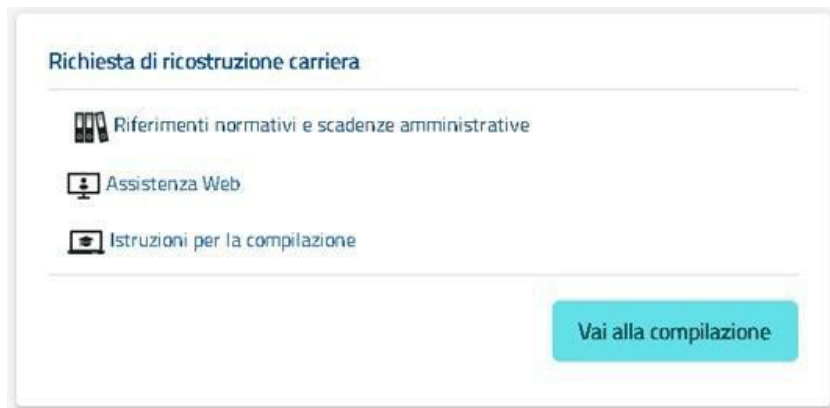 Richiesta di ricostruzione carriera
Riferimenti normativi e scadenze amministrative
Assistenza Web
Istruzioni per la compilazione
Vai alla compilazione